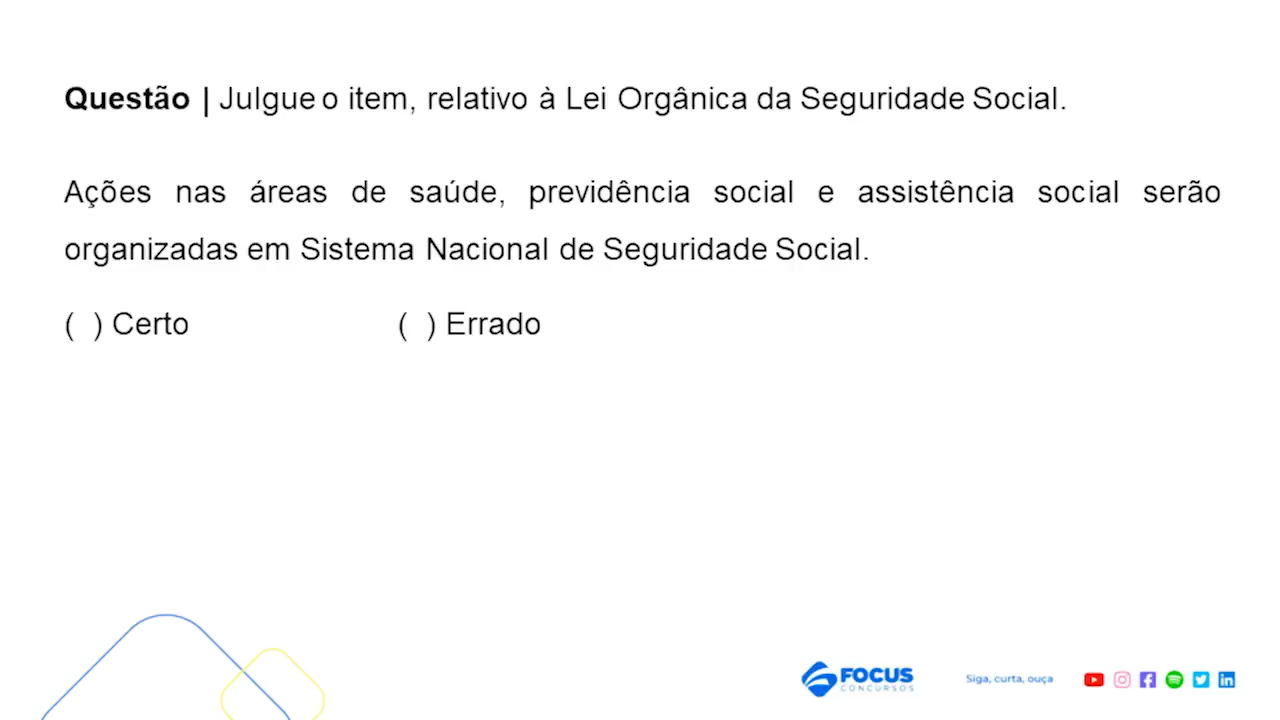 Questão | Julgue o item, relativo à Lei Orgânica da Seguridade Social.
Ações nas áreas de saúde, previdência social e assistência social serão
organizadas em Sistema Nacional de Seguridade Social.
( ) Certo ( ) Errado
FOCUS
CONCURSOS
Siga, curta, ouça